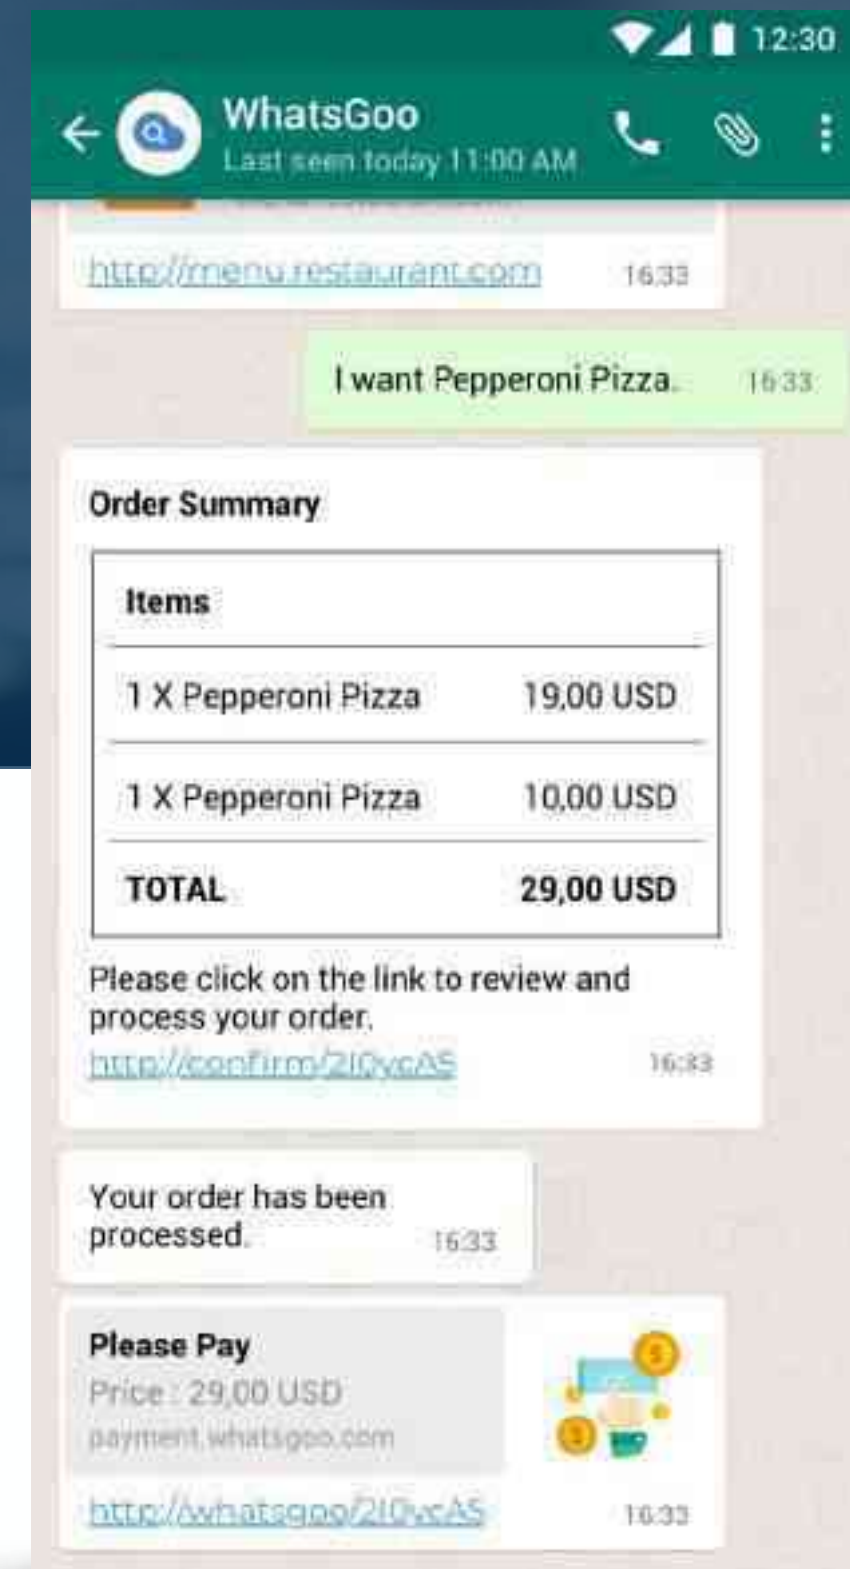 12:30
WhatsGoo
Last seen today 11:00 AM
http://menu.restaurant.com 16:33
I want Pepperoni Pizza. 16:33
Order Summary
Items
1 X Pepperoni Pizza 19,00 USD
1 X Pepperoni Pizza 10,00 USD
TOTAL 29,00 USD
Please click on the link to review and
process your order.
http://confirm/2I0vcAS 16:33
Your order has been
processed. 16:33
Please Pay
Price : 29,00 USD
payment.whatsgoo.com
http://whatsgoo/2I0vcAS 16:33